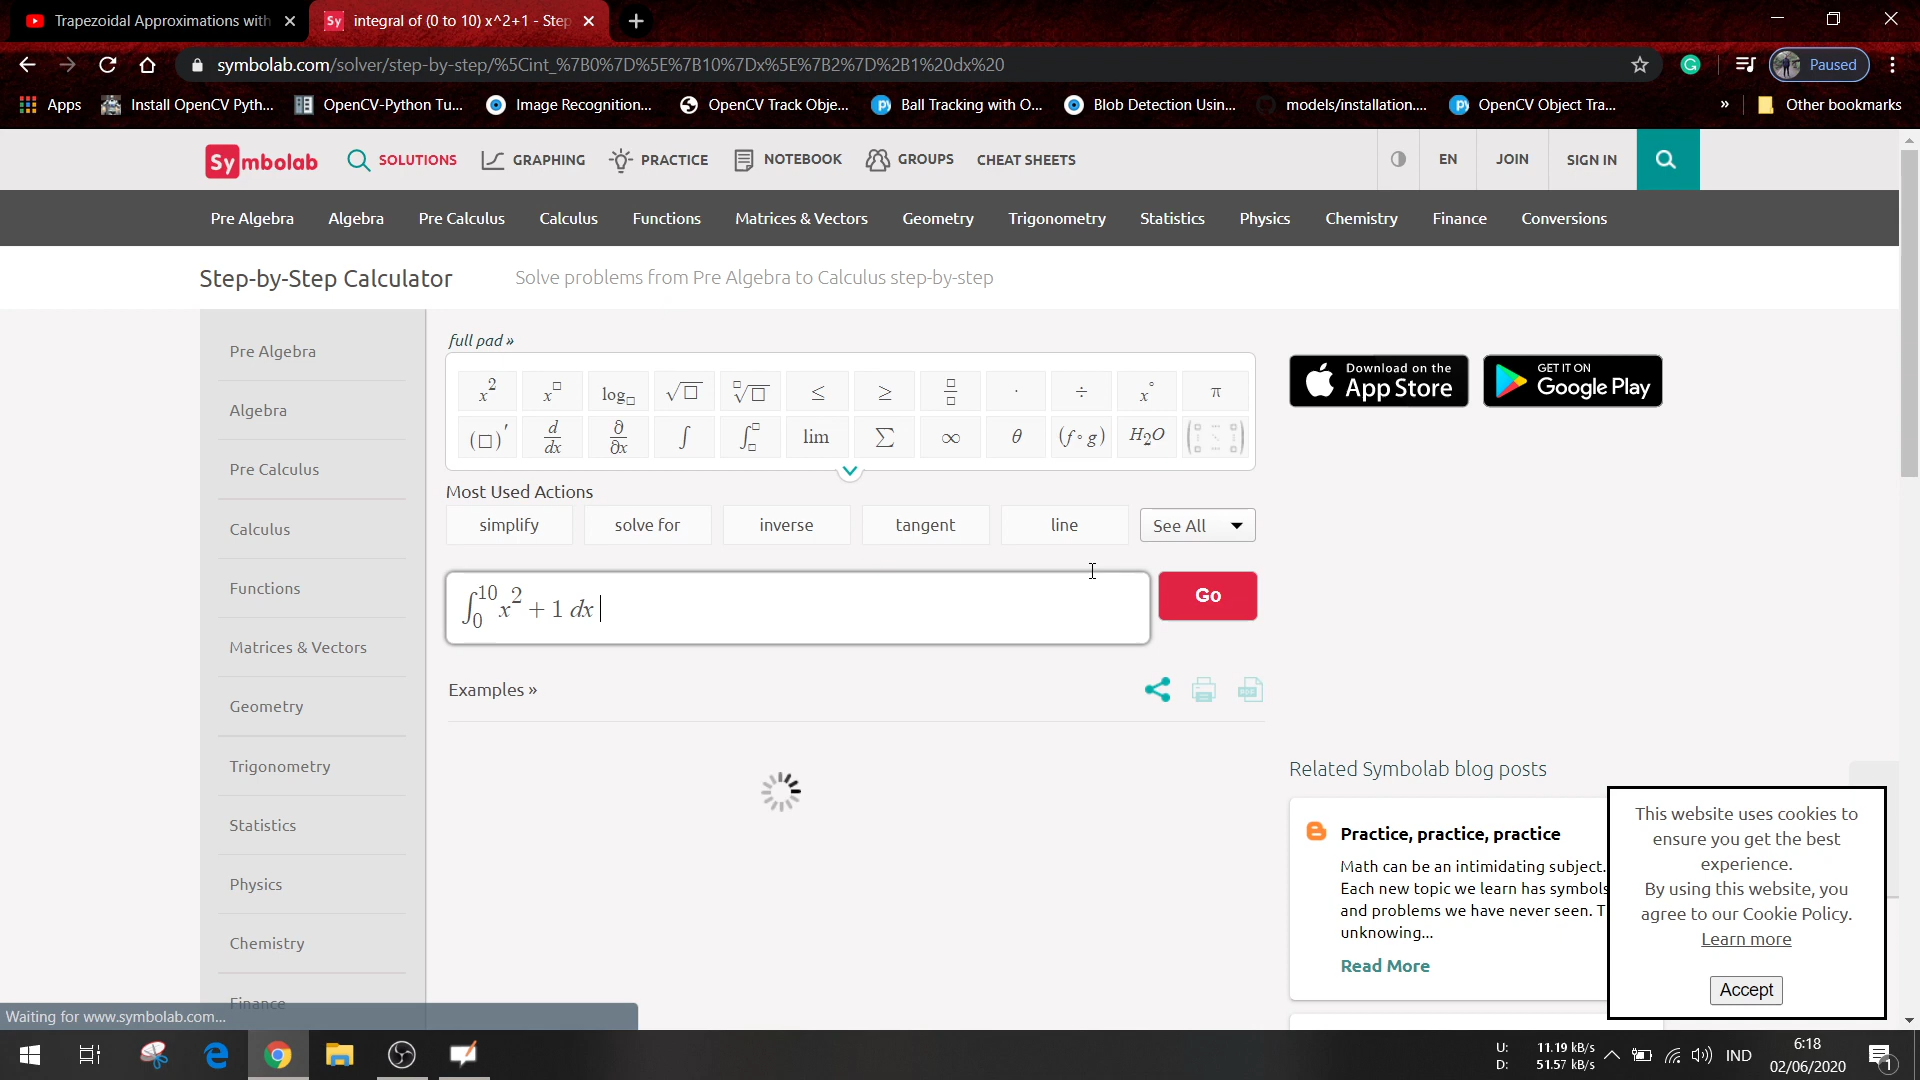 Trapezoidal Approximations with
integral of (0 to 10) x^2+1 - Step
symbolab.com/solver/step-by-step/%5Cint_%7B0%7D%5E%7B10%7Dx%5E%7B2%7D%2B1%20dx%20
Paused
Apps
Install OpenCV Pyth...
OpenCV-Python Tu...
Image Recognition...
OpenCV Track Obje...
Ball Tracking with O...
Blob Detection Usin...
models/installation....
OpenCV Object Tra...
»
Other bookmarks
Symbolab
SOLUTIONS
GRAPHING
PRACTICE
NOTEBOOK
GROUPS
CHEAT SHEETS
EN
JOIN
SIGN IN
Pre Algebra
Algebra
Pre Calculus
Calculus
Functions
Matrices & Vectors
Geometry
Trigonometry
Statistics
Physics
Chemistry
Finance
Conversions
Step-by-Step Calculator
Solve problems from Pre Algebra to Calculus step-by-step
Pre Algebra
Algebra
Pre Calculus
Calculus
Functions
Matrices & Vectors
Geometry
Trigonometry
Statistics
Physics
Chemistry
Finance
full pad »
x² x^□ log□ √□ □√□ ≤ ≥ □/□ · ÷ x° π
(□)′ d/dx ∂/∂x ∫ ∫□□ lim ∑ ∞ θ (f∘g) H₂O
Most Used Actions
simplify
solve for
inverse
tangent
line
See All
∫₀¹⁰ x² + 1 dx
Go
Examples »
Download on the
App Store
GET IT ON
Google Play
Related Symbolab blog posts
Practice, practice, practice
Math can be an intimidating subject.
Each new topic we learn has symbols
and problems we have never seen. T
unknowing...
Read More
This website uses cookies to
ensure you get the best
experience.
By using this website, you
agree to our Cookie Policy.
Learn more
Accept
Waiting for www.symbolab.com...
U: 11.19 kB/s
D: 51.57 kB/s
IND
6:18
02/06/2020
1